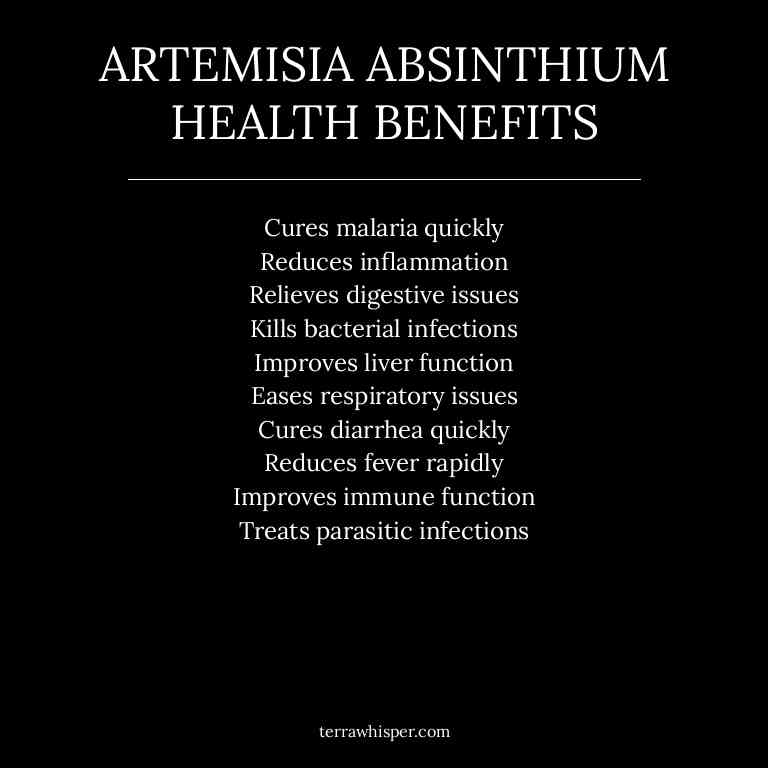 ARTEMISIA ABSINTHIUM
HEALTH BENEFITS
Cures malaria quickly
Reduces inflammation
Relieves digestive issues
Kills bacterial infections
Improves liver function
Eases respiratory issues
Cures diarrhea quickly
Reduces fever rapidly
Improves immune function
Treats parasitic infections
terrawhisper.com